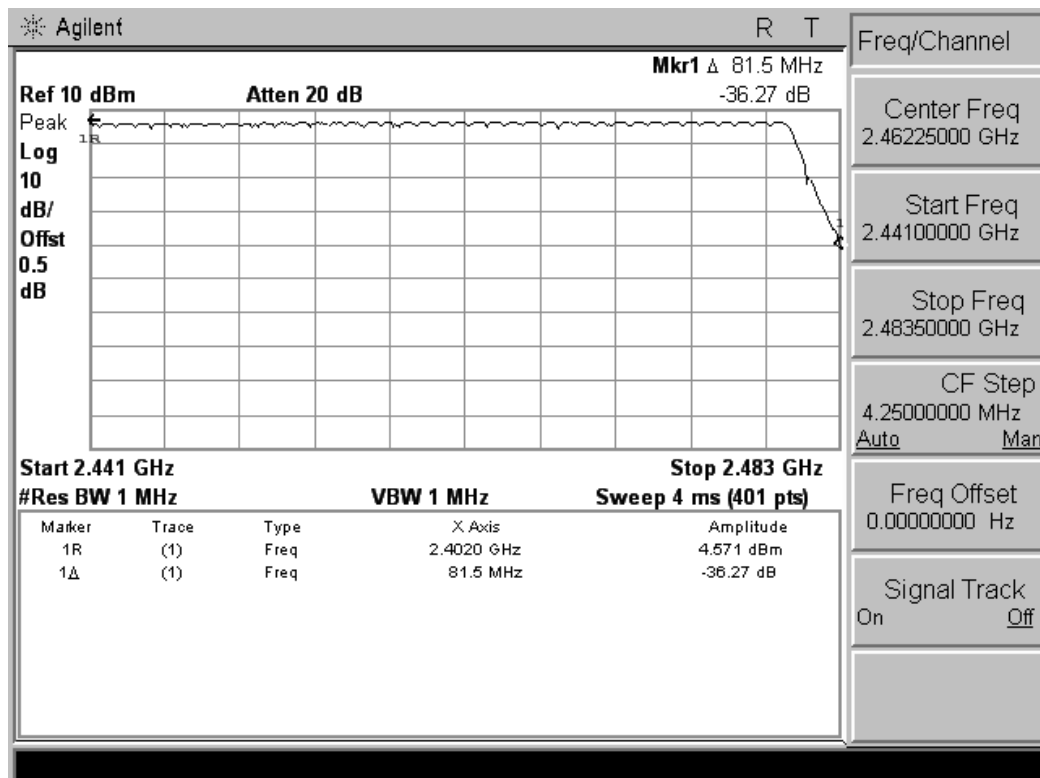 Agilent R T
Mkr1 Δ 81.5 MHz
Ref 10 dBm Atten 20 dB -36.27 dB
Peak
Log
10
dB/
Offset
0.5
dB
1R
1
Start 2.441 GHz Stop 2.483 GHz
#Res BW 1 MHz VBW 1 MHz Sweep 4 ms (401 pts)
Marker Trace Type X Axis Amplitude
1R (1) Freq 2.4020 GHz 4.571 dBm
1Δ (1) Freq 81.5 MHz -36.27 dB
Freq/Channel
Center Freq
2.46225000 GHz
Start Freq
2.44100000 GHz
Stop Freq
2.48350000 GHz
CF Step
4.25000000 MHz
Auto Man
Freq Offset
0.00000000 Hz
Signal Track
On Off